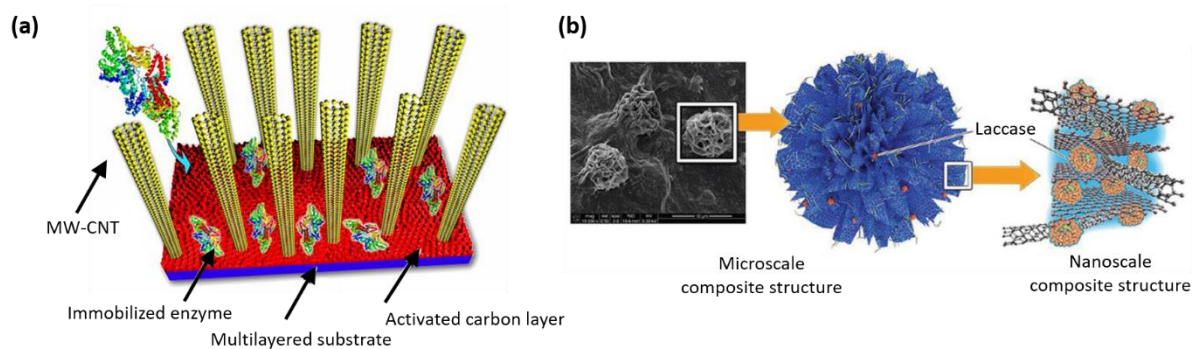 (a)
MW-CNT
Immobilized enzyme
Multilayered substrate
Activated carbon layer
(b)
Laccase
Microscale
composite structure
Nanoscale
composite structure